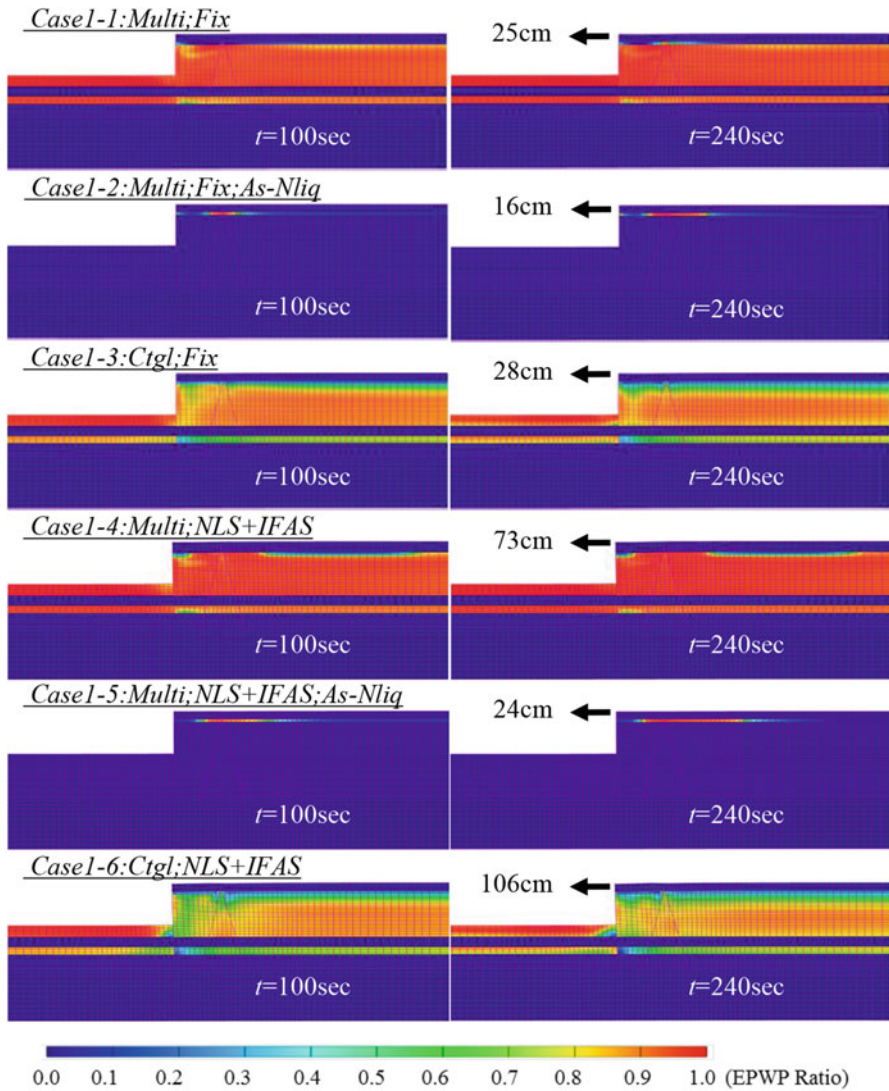 Case1-1:Multi;Fix
25cm
t=100sec
t=240sec
Case1-2:Multi;Fix;As-Nliq
16cm
t=100sec
t=240sec
Case1-3:Ctgl;Fix
28cm
t=100sec
t=240sec
Case1-4:Multi;NLS+IFAS
73cm
t=100sec
t=240sec
Case1-5:Multi;NLS+IFAS;As-Nliq
24cm
t=100sec
t=240sec
Case1-6:Ctgl;NLS+IFAS
106cm
t=100sec
t=240sec
0.0 0.1 0.2 0.3 0.4 0.5 0.6 0.7 0.8 0.9 1.0 (EPWP Ratio)